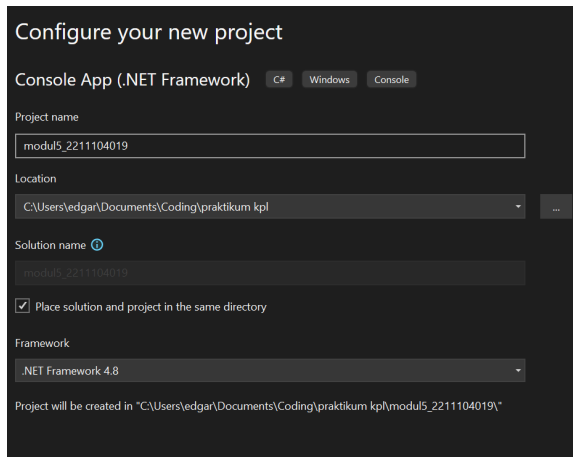 Configure your new project
Console App (.NET Framework) C# Windows Console
Project name
modul5_2211104019
Location
C:\Users\edgar\Documents\Coding\praktikum kpl
...
Solution name
modul5_2211104019
Place solution and project in the same directory
Framework
.NET Framework 4.8
Project will be created in "C:\Users\edgar\Documents\Coding\praktikum kpl\modul5_2211104019\"